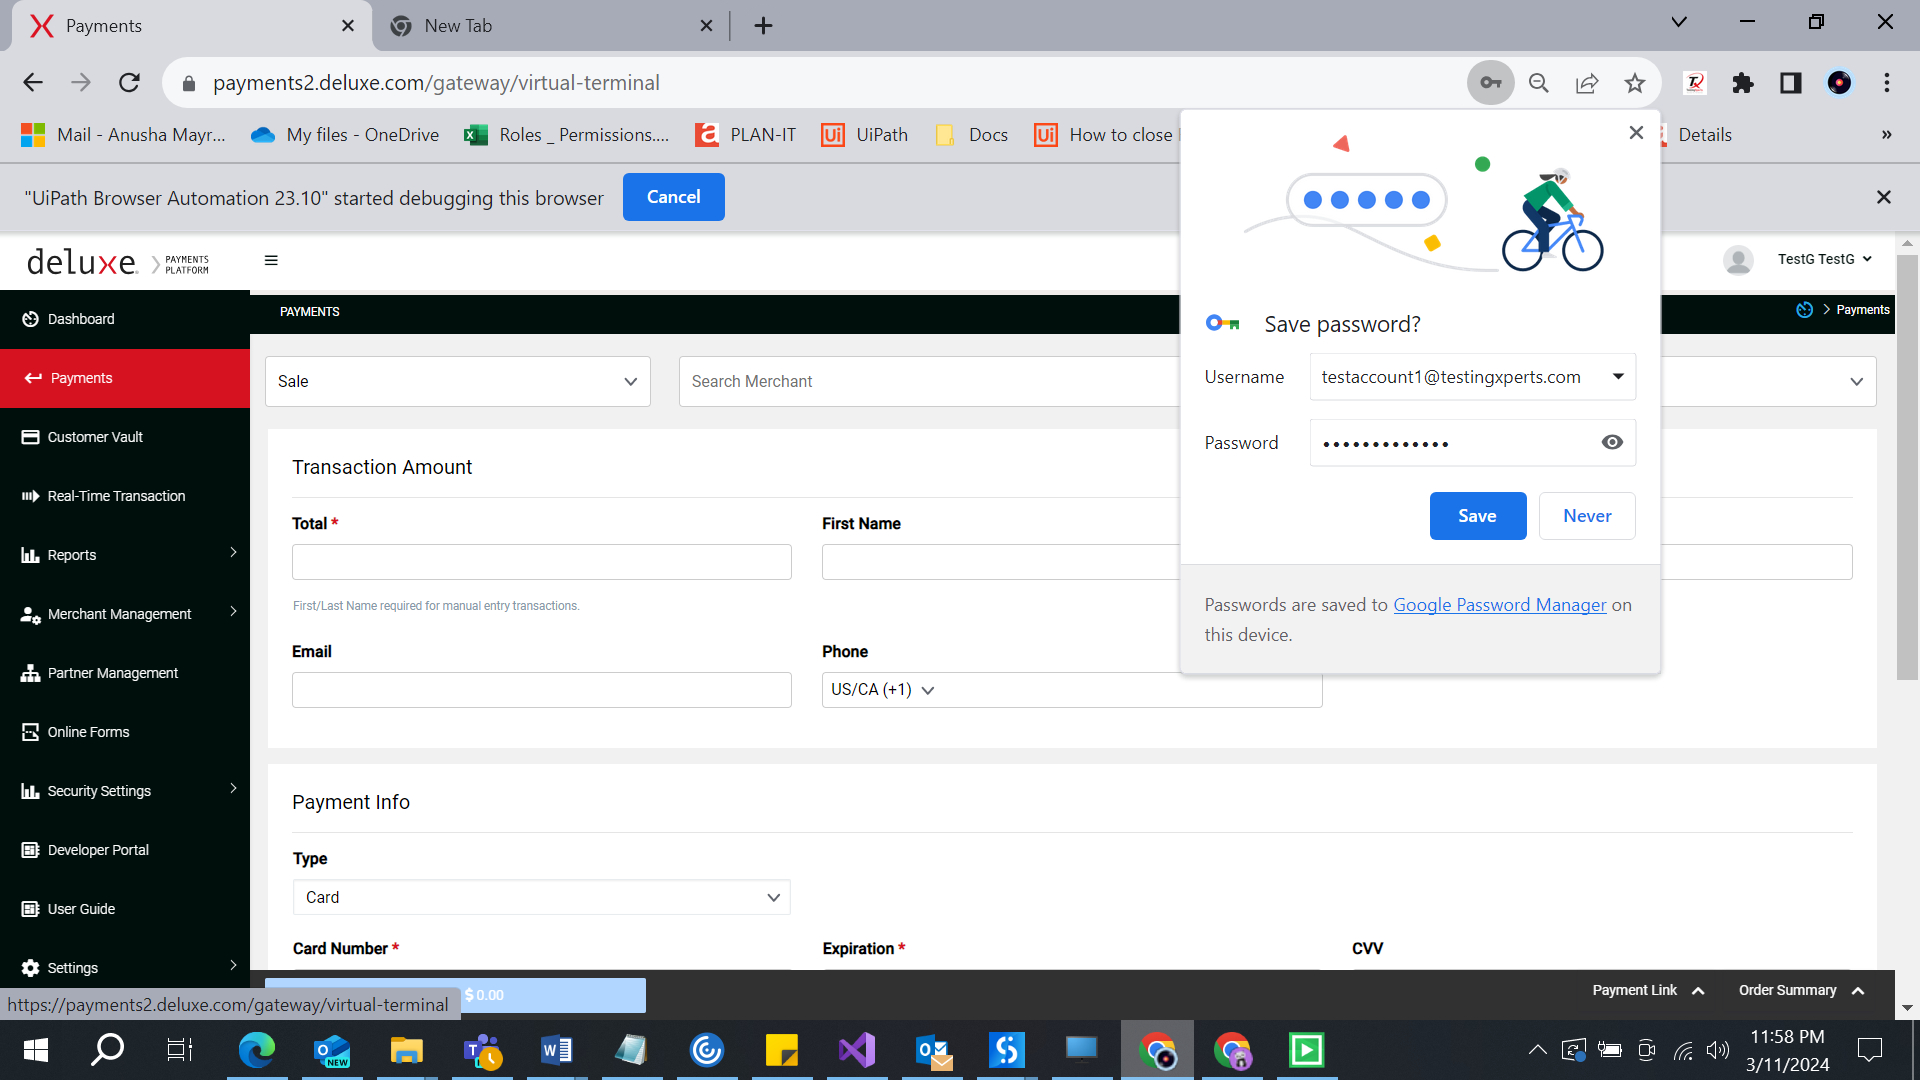 Payments
New Tab
payments2.deluxe.com/gateway/virtual-terminal
Mail - Anusha Mayr...
My files - OneDrive
Roles _ Permissions....
PLAN-IT
UiPath
Docs
How to close
Details
»
"UiPath Browser Automation 23.10" started debugging this browser
Cancel
deluxe.
PAYMENTS
PLATFORM
TestG TestG
Dashboard
Payments
Customer Vault
Real-Time Transaction
Reports
Merchant Management
Partner Management
Online Forms
Security Settings
Developer Portal
User Guide
Settings
https://payments2.deluxe.com/gateway/virtual-terminal
PAYMENTS
Payments
Sale
Search Merchant
Transaction Amount
Total *
First Name
First/Last Name required for manual entry transactions.
Email
Phone
US/CA (+1)
Payment Info
Type
Card
Card Number *
Expiration *
CVV
$ 0.00
Payment Link
Order Summary
Save password?
Username
testaccount1@testingxperts.com
Password
•••••••••••••
Save
Never
Passwords are saved to Google Password Manager on
this device.
11:58 PM
3/11/2024